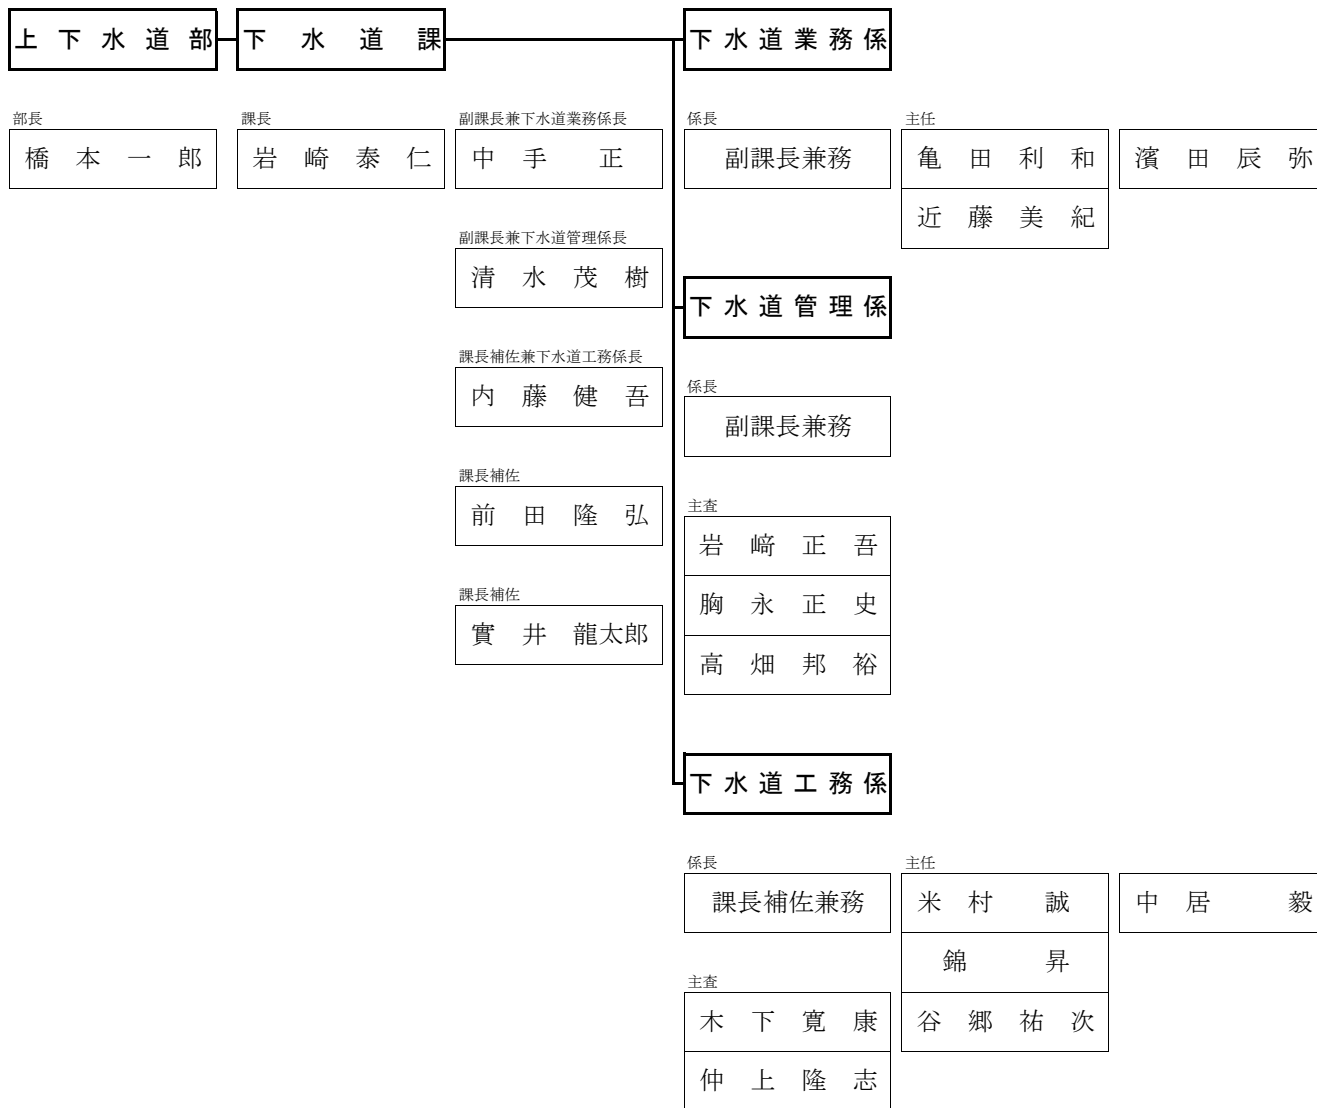 上下水道部 下水道課 下水道業務係
部長 課長 副課長兼下水道業務係長 係長 主任
橋本一郎 岩崎泰仁 中手正 副課長兼務 亀田利和 濱田辰弥
近藤美紀
副課長兼下水道管理係長
清水茂樹
下水道管理係
課長補佐兼下水道工務係長
内藤健吾
係長
副課長兼務
課長補佐
前田隆弘
主査
岩﨑正吾
課長補佐
胸永正史
實井龍太郎
高畑邦裕
下水道工務係
係長 主任
課長補佐兼務 米村誠 中居毅
錦昇
主査
木下寛康 谷郷祐次
仲上隆志